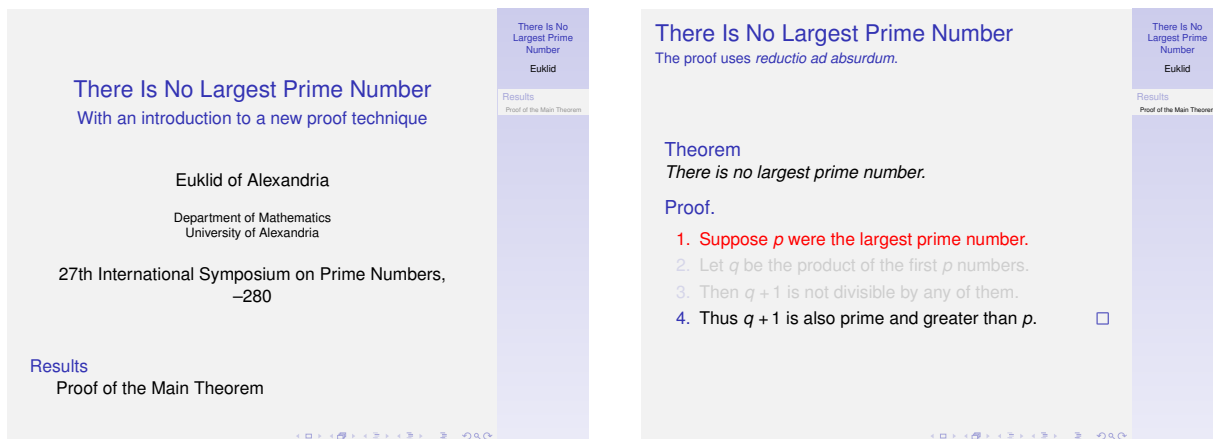 There Is No Largest Prime Number
With an introduction to a new proof technique
Euklid of Alexandria
Department of Mathematics
University of Alexandria
27th International Symposium on Prime Numbers,
–280
Results
Proof of the Main Theorem
There Is No
Largest Prime
Number
Euklid
Results
Proof of the Main Theorem
There Is No Largest Prime Number
The proof uses reductio ad absurdum.
Theorem
There is no largest prime number.
Proof.
1. Suppose p were the largest prime number.
2. Let q be the product of the first p numbers.
3. Then q + 1 is not divisible by any of them.
4. Thus q + 1 is also prime and greater than p. □
There Is No
Largest Prime
Number
Euklid
Results
Proof of the Main Theorem